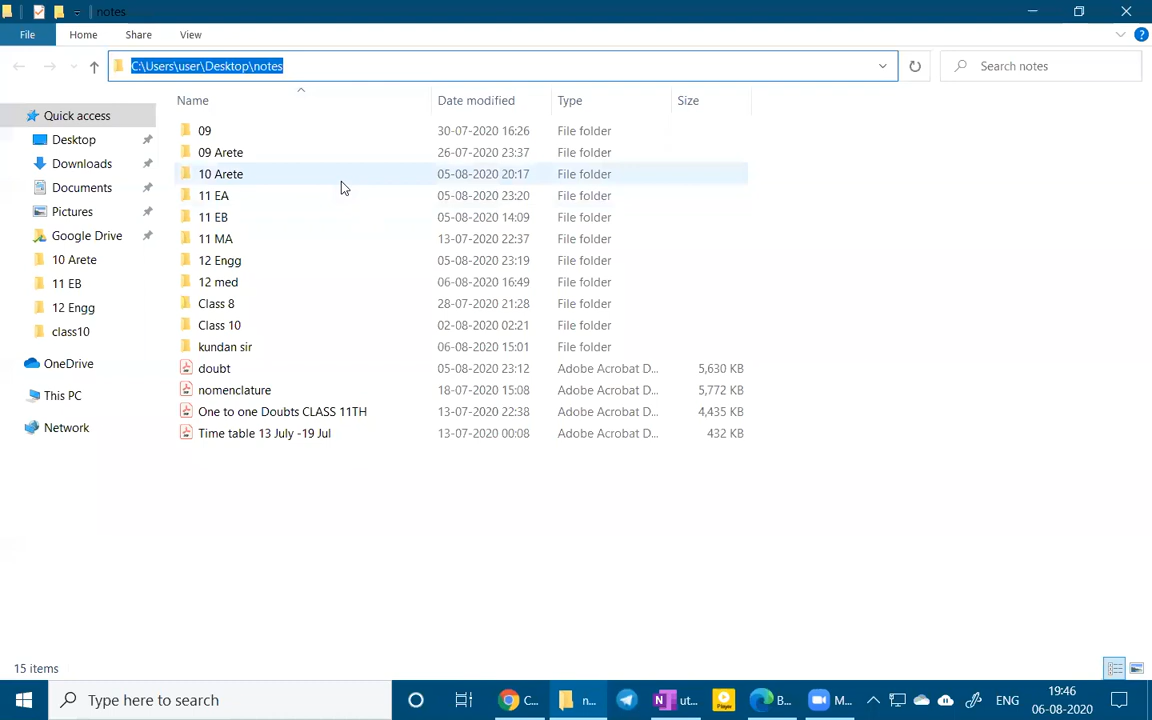 notes
File Home Share View
C:\Users\user\Desktop\notes
Search notes
Name Date modified Type Size
Quick access
Desktop
Downloads
Documents
Pictures
Google Drive
10 Arete
11 EB
12 Engg
class10
OneDrive
This PC
Network
09 30-07-2020 16:26 File folder
09 Arete 26-07-2020 23:37 File folder
10 Arete 05-08-2020 20:17 File folder
11 EA 05-08-2020 23:20 File folder
11 EB 05-08-2020 14:09 File folder
11 MA 13-07-2020 22:37 File folder
12 Engg 05-08-2020 23:19 File folder
12 med 06-08-2020 16:49 File folder
Class 8 28-07-2020 21:28 File folder
Class 10 02-08-2020 02:21 File folder
kundan sir 06-08-2020 15:01 File folder
doubt 05-08-2020 23:12 Adobe Acrobat D... 5,630 KB
nomenclature 18-07-2020 15:08 Adobe Acrobat D... 5,772 KB
One to one Doubts CLASS 11TH 13-07-2020 22:38 Adobe Acrobat D... 4,435 KB
Time table 13 July -19 Jul 13-07-2020 00:08 Adobe Acrobat D... 432 KB
15 items
Type here to search
C... n... ut... Player B... M... ENG
19:46
06-08-2020